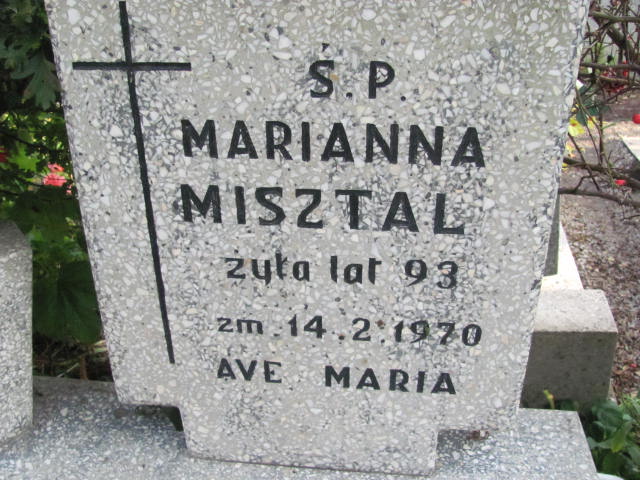 Ś.P.
MARIANNA
MISZTAL
żyła lat 93
zm. 14.2.1970
AVE MARIA